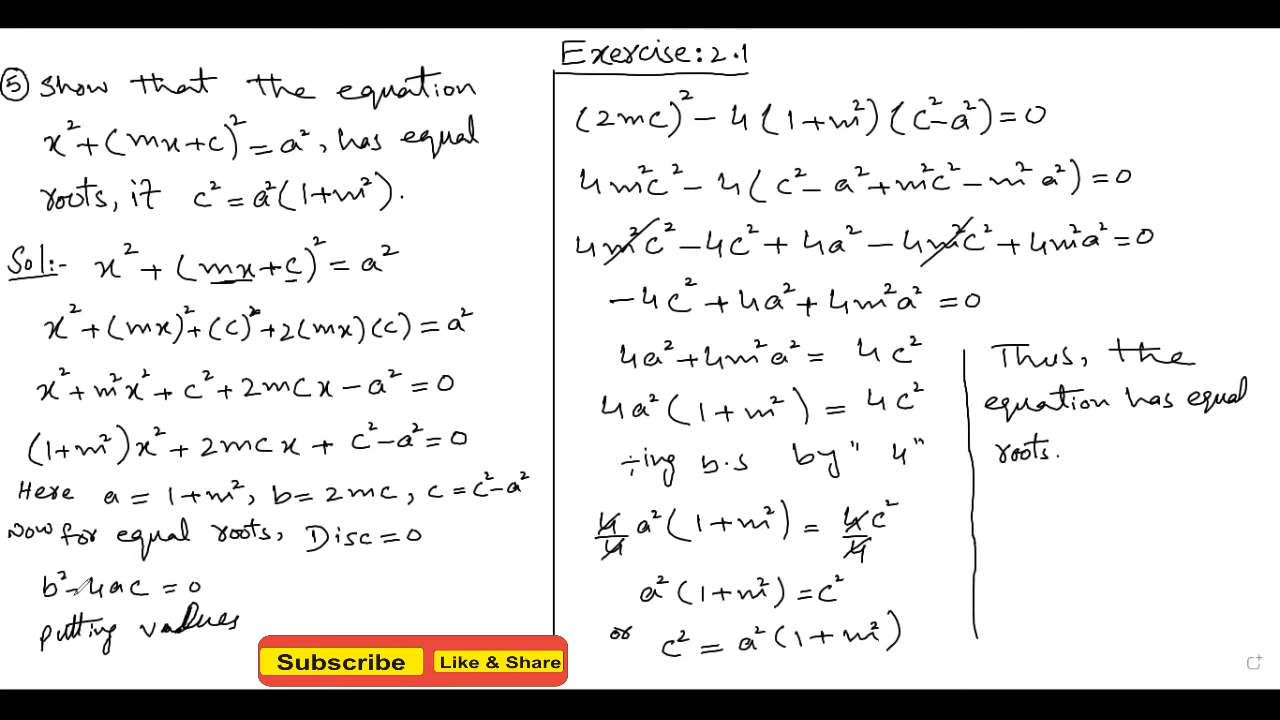 Exercise: 2.1
⑤ Show that the equation
x² + (mx + c)² = a², has equal
roots, if c² = a²(1 + m²).
Sol:- x² + (mx + c)² = a²
x² + (mx)² + (c)² + 2(mx)(c) = a²
x² + m²x² + c² + 2mcx - a² = 0
(1 + m²)x² + 2mcx + c² - a² = 0
Here a = 1 + m², b = 2mc, c = c² - a²
Now for equal roots, Disc = 0
b² - 4ac = 0
putting values
(2mc)² - 4(1 + m²)(c² - a²) = 0
4m²c² - 4(c² - a² + m²c² - m²a²) = 0
4m²c² - 4c² + 4a² - 4m²c² + 4m²a² = 0
-4c² + 4a² + 4m²a² = 0
4a² + 4m²a² = 4c²
4a²(1 + m²) = 4c²
÷ing b.s by "4"
4/4 a²(1 + m²) = 4c²/4
a²(1 + m²) = c²
or c² = a²(1 + m²)
Thus, the
equation has equal
roots.
Subscribe
Like & Share